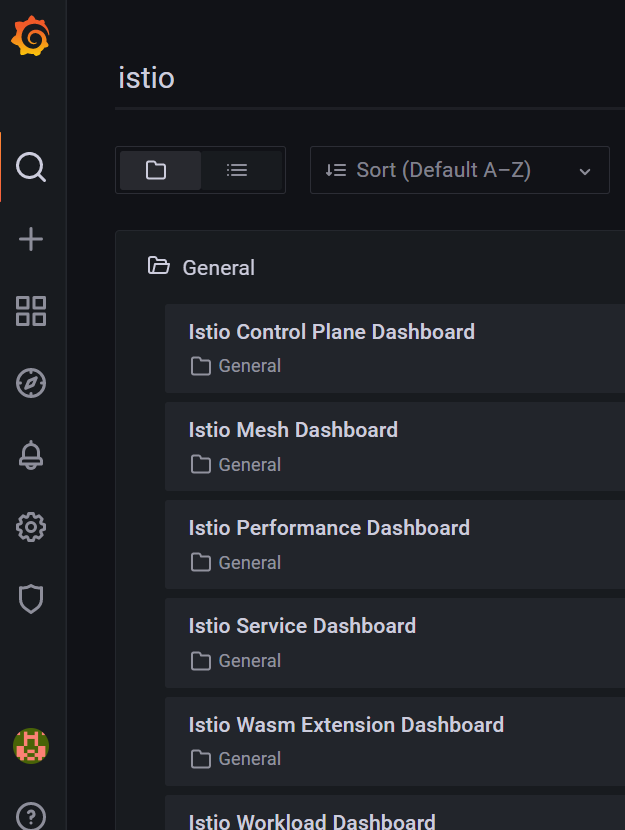 istio
Sort (Default A–Z)
General
Istio Control Plane Dashboard
General
Istio Mesh Dashboard
General
Istio Performance Dashboard
General
Istio Service Dashboard
General
Istio Wasm Extension Dashboard
General
Istio Workload Dashboard